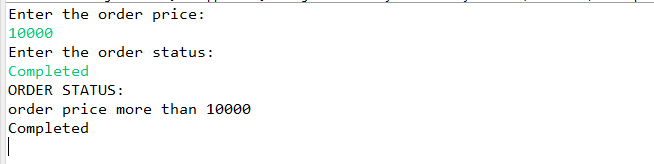 Enter the order price:
10000
Enter the order status:
Completed
ORDER STATUS:
order price more than 10000
Completed